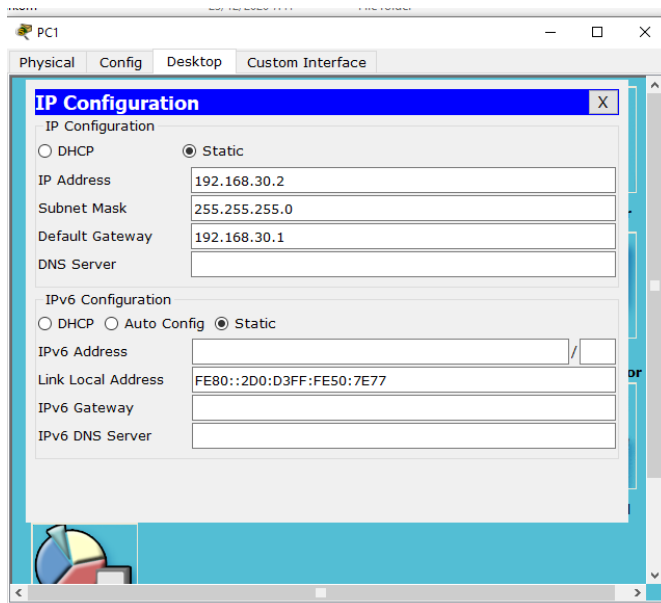 PC1
Physical Config Desktop Custom Interface
IP Configuration X
IP Configuration
DHCP Static
IP Address 192.168.30.2
Subnet Mask 255.255.255.0
Default Gateway 192.168.30.1
DNS Server
IPv6 Configuration
DHCP Auto Config Static
IPv6 Address /
Link Local Address FE80::2D0:D3FF:FE50:7E77
IPv6 Gateway
IPv6 DNS Server
or